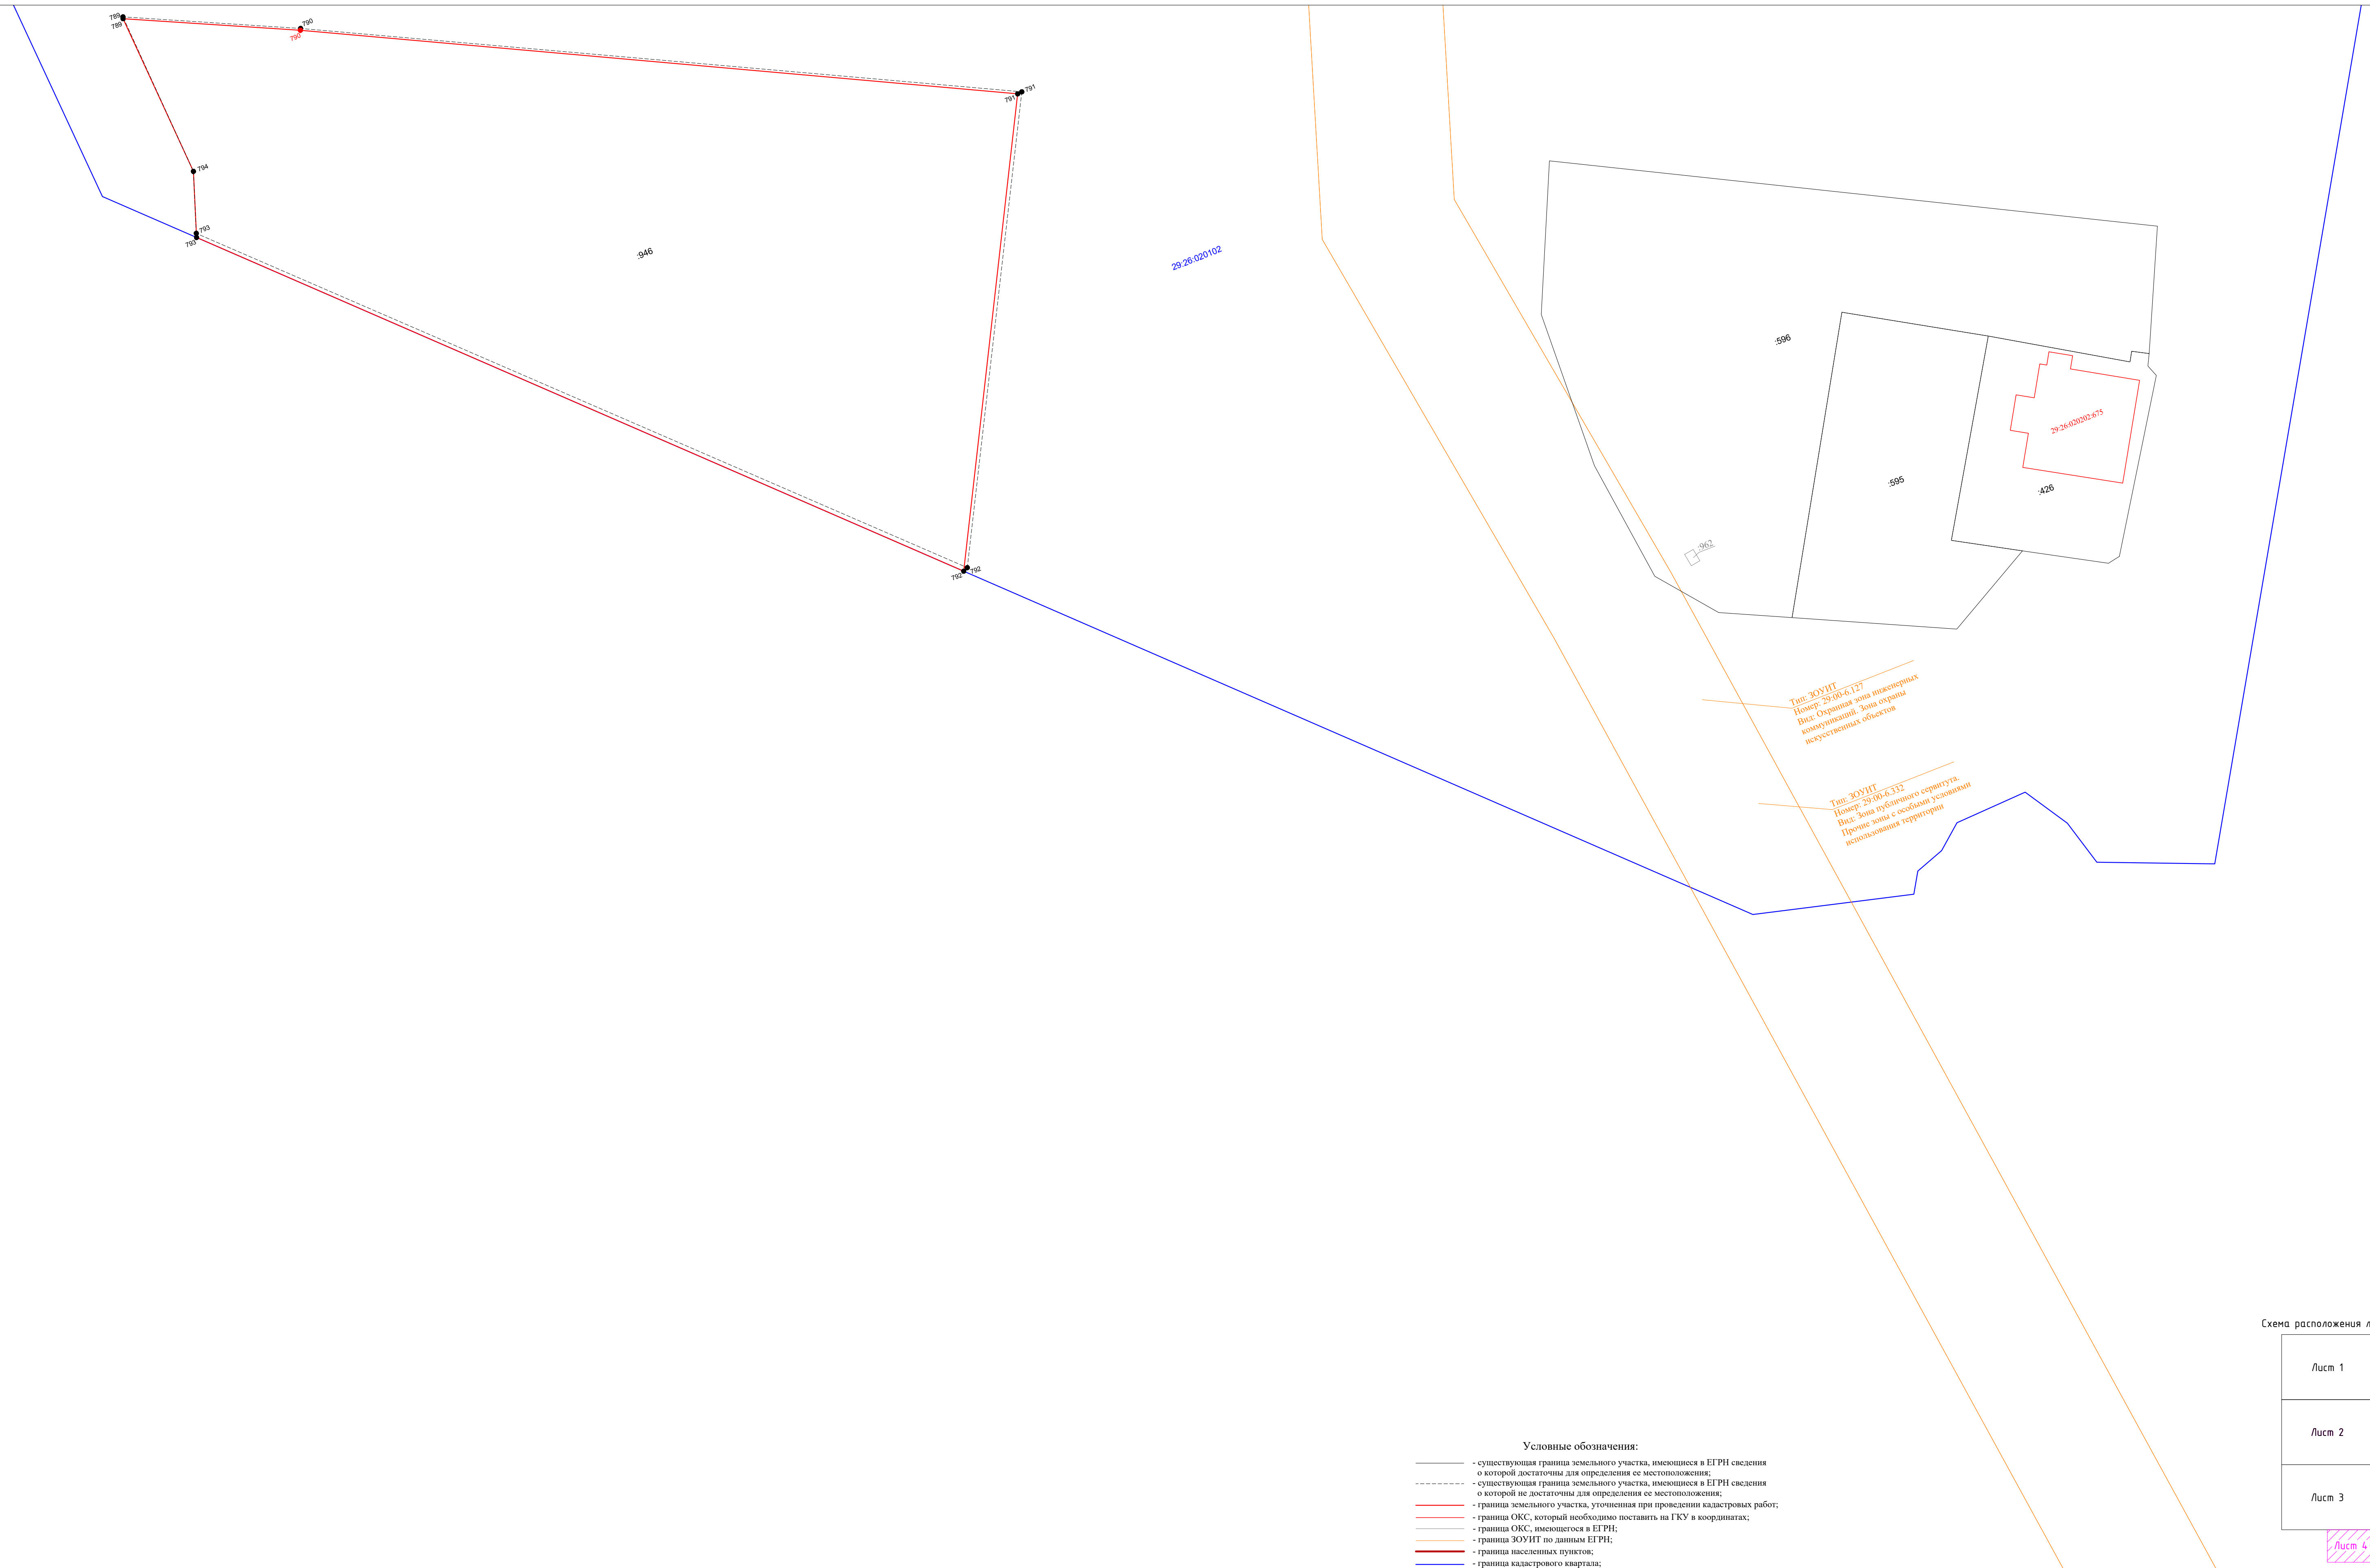 789
789
790
790
791
791
794
793
793
:946
29:26:020102
792
792
:596
29:26:020202:675
:595
:426
:962
Тип: ЗОУИТ
Номер: 29:00-6.127
Вид: Охранная зона инженерных
коммуникаций. Зона охраны
искусственных объектов
Тип: ЗОУИТ
Номер: 29:00-6.332
Вид: Зона публичного сервитута.
Прочие зоны с особыми условиями
использования территории
Схема расположения л
Лист 1
Лист 2
Лист 3
Лист 4
Условные обозначения:
- существующая граница земельного участка, имеющиеся в ЕГРН сведения
о которой достаточны для определения ее местоположения;
- существующая граница земельного участка, имеющиеся в ЕГРН сведения
о которой не достаточны для определения ее местоположения;
- граница земельного участка, уточненная при проведении кадастровых работ;
- граница ОКС, который необходимо поставить на ГКУ в координатах;
- граница ОКС, имеющегося в ЕГРН;
- граница ЗОУИТ по данным ЕГРН;
- граница населенных пунктов;
- граница кадастрового квартала;